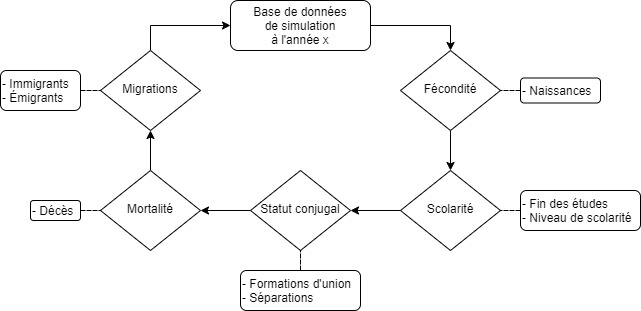 Base de données
de simulation
à l'année x
- Immigrants
- Émigrants
Migrations
Fécondité
- Naissances
- Décès
Mortalité
Statut conjugal
Scolarité
- Fin des études
- Niveau de scolarité
- Formations d'union
- Séparations